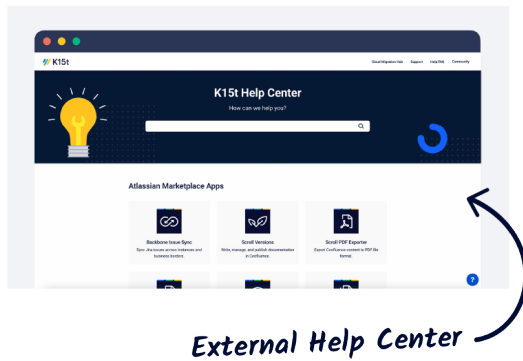 K15t
Cloud Migration Hub Support Help FAQ Community
K15t Help Center
How can we help you?
Atlassian Marketplace Apps
Backbone Issue Sync
Scroll Versions
Scroll PDF Exporter
Sync Jira issues across instances and
business borders.
Write, manage, and publish documentation
in Confluence.
Export Confluence content to PDF file
format.
?
External Help Center